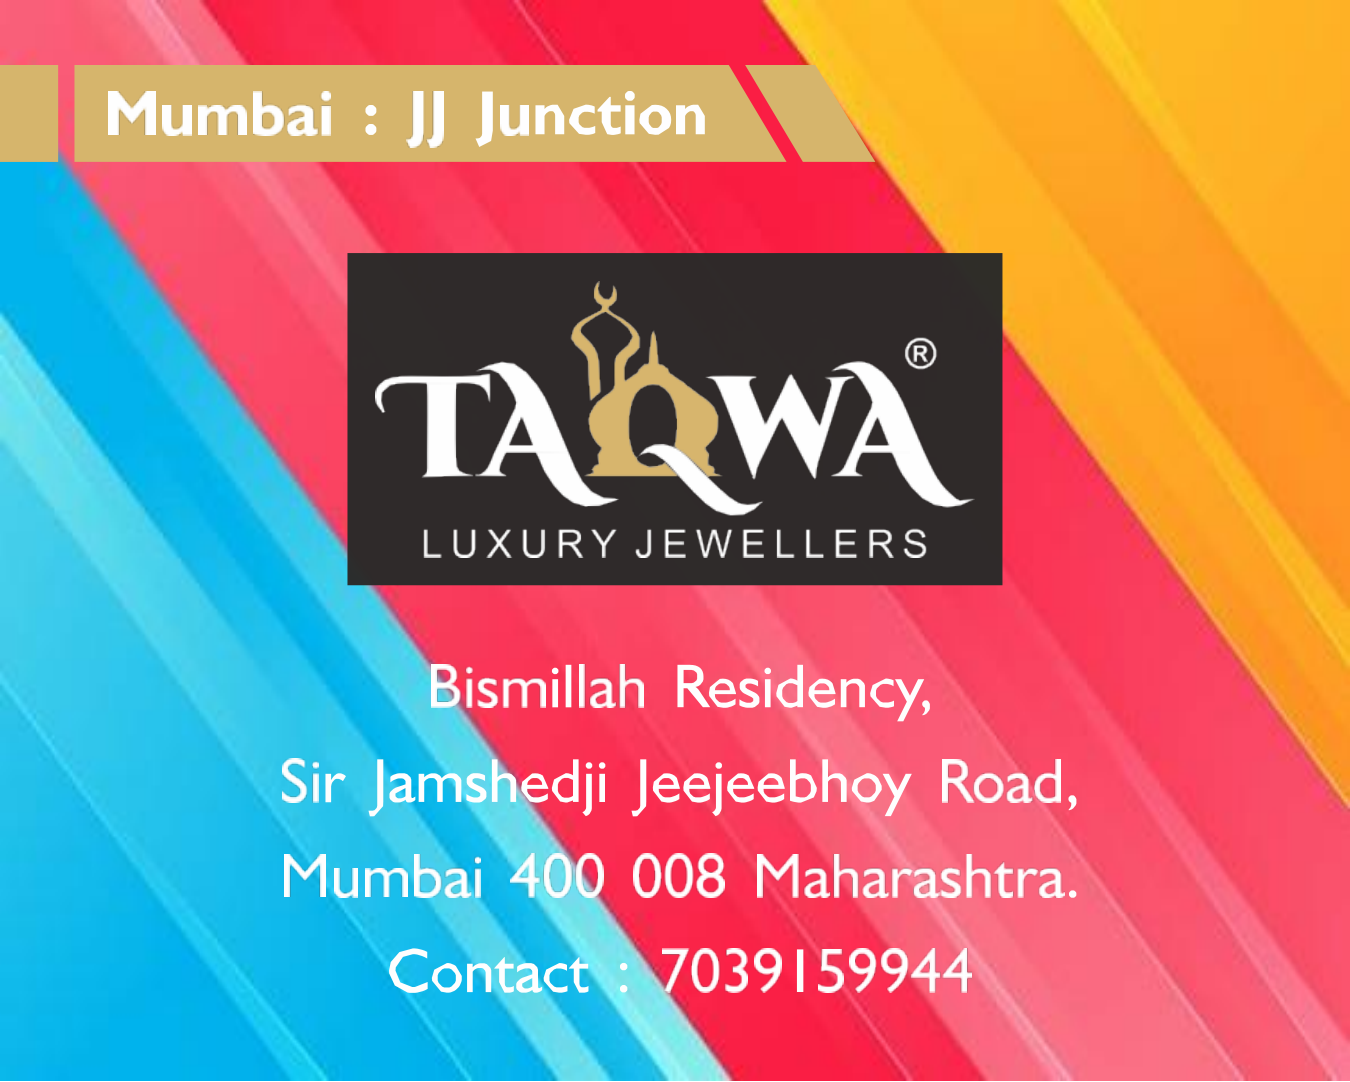 Mumbai : JJ Junction
TAQWA®
LUXURY JEWELLERS
Bismillah Residency,
Sir Jamshedji Jeejeebhoy Road,
Mumbai 400 008 Maharashtra.
Contact : 7039159944